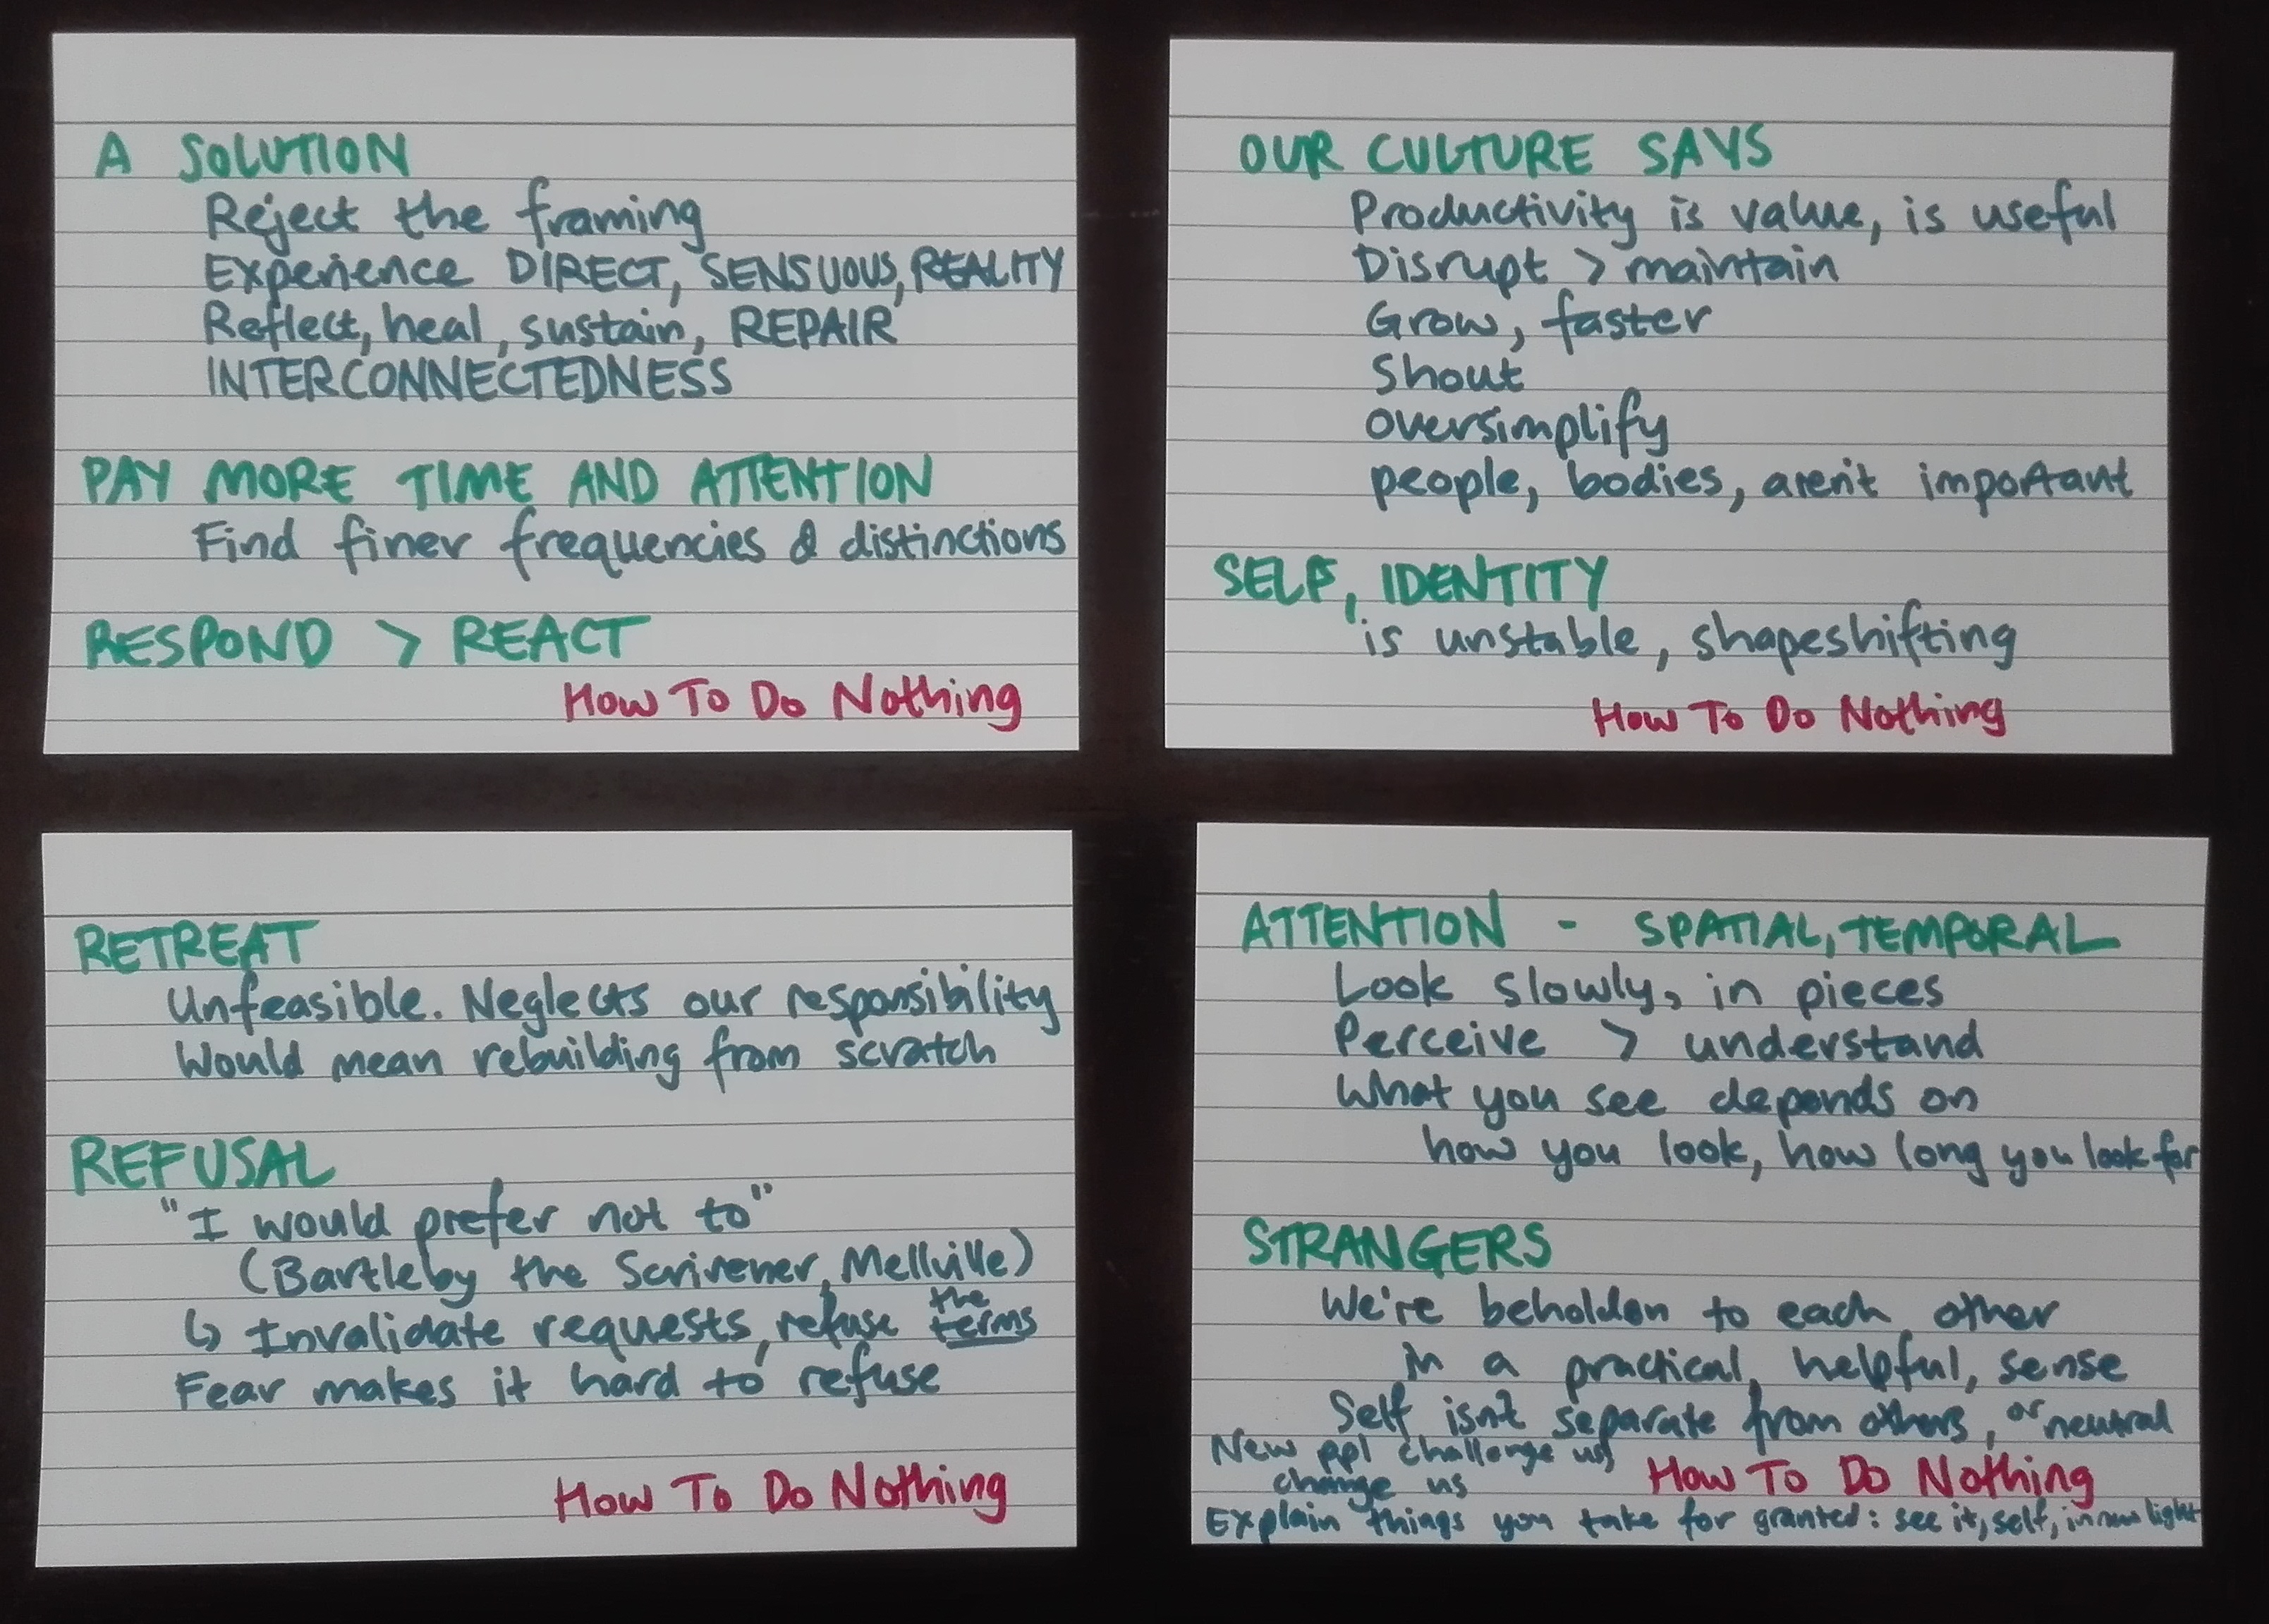 A SOLUTION
Reject the framing
Experience DIRECT, SENSUOUS, REALITY
Reflect, heal, sustain, REPAIR
INTERCONNECTEDNESS
PAY MORE TIME AND ATTENTION
Find finer frequencies & distinctions
RESPOND > REACT
How To Do Nothing
OUR CULTURE SAYS
Productivity is value, is useful
Disrupt > maintain
Grow, faster
Shout
oversimplify
people, bodies, aren't important
SELF, IDENTITY
is unstable, shapeshifting
How To Do Nothing
RETREAT
Unfeasible. Neglects our responsibility
Would mean rebuilding from scratch
REFUSAL
"I would prefer not to"
(Bartleby the Scrivener, Mellville)
↳ Invalidate requests, refuse the terms
Fear makes it hard to refuse
How To Do Nothing
ATTENTION - SPATIAL, TEMPORAL
Look slowly, in pieces
Perceive > understand
What you see depends on
how you look, how long you look for
STRANGERS
We're beholden to each other
in a practical, helpful, sense
Self isn't separate from others, or neutral
New ppl challenge us,
change us
How To Do Nothing
Explain things you take for granted: see it, self, in new light